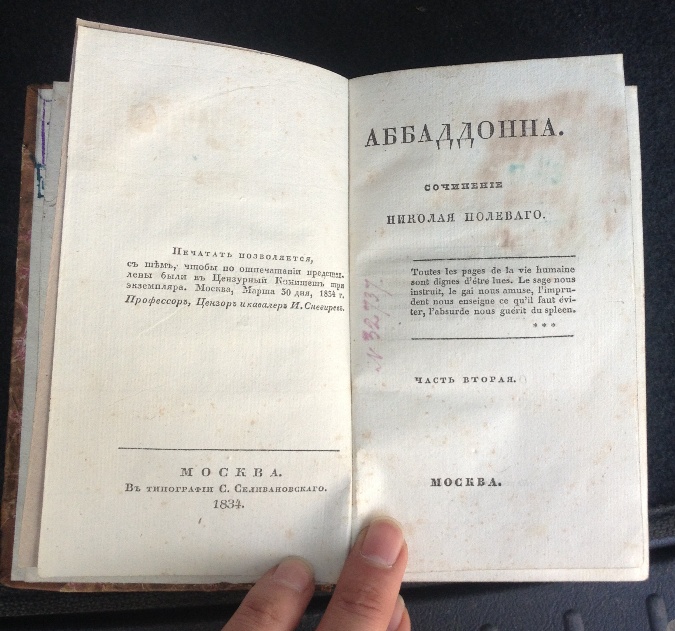 Печатать позволяется,
съ тѣмъ, чтобы по отпечатаніи представ-
лены были въ Цензурный Комитетъ три
экземпляра. Москва, Марта 30 дня, 1834 г.
Профессоръ, Цензоръ и кавалеръ И. Снегиревъ.
МОСКВА.
Въ типографіи С. Селивановскаго.
1834.
АББАДДОННА.
СОЧИНЕНІЕ
НИКОЛАЯ ПОЛЕВАГО.
Toutes les pages de la vie humaine
sont dignes d'être lues. Le sage nous
instruit, le gai nous amuse, l'impru-
dent nous enseigne ce qu'il faut évi-
ter, l'absurde nous guérit du spleen.
***
N 32737
ЧАСТЬ ВТОРАЯ.
МОСКВА.